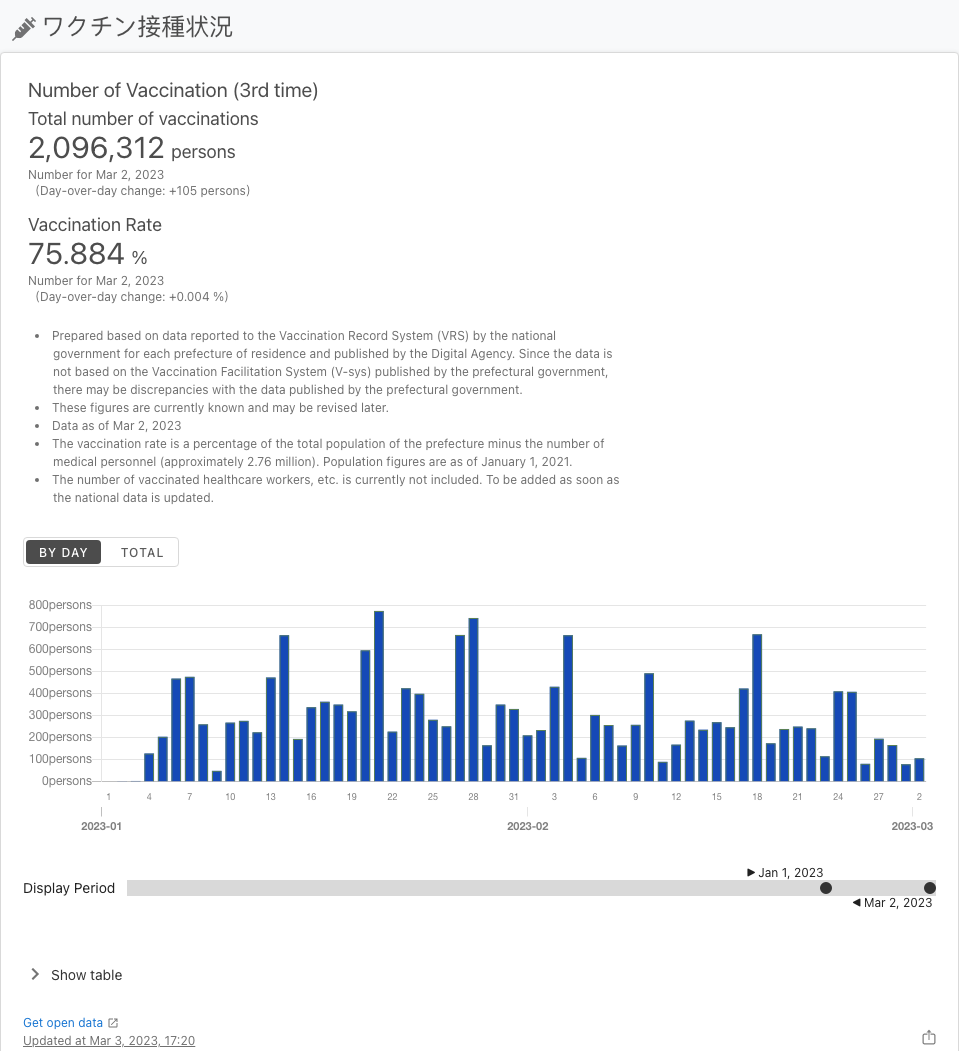 ワクチン接種状況
Number of Vaccination (3rd time)
Total number of vaccinations
2,096,312 persons
Number for Mar 2, 2023
(Day-over-day change: +105 persons)
Vaccination Rate
75.884 %
Number for Mar 2, 2023
(Day-over-day change: +0.004 %)
• Prepared based on data reported to the Vaccination Record System (VRS) by the national
government for each prefecture of residence and published by the Digital Agency. Since the data is
not based on the Vaccination Facilitation System (V-sys) published by the prefectural government,
there may be discrepancies with the data published by the prefectural government.
• These figures are currently known and may be revised later.
• Data as of Mar 2, 2023
• The vaccination rate is a percentage of the total population of the prefecture minus the number of
medical personnel (approximately 2.76 million). Population figures are as of January 1, 2021.
• The number of vaccinated healthcare workers, etc. is currently not included. To be added as soon as
the national data is updated.
BY DAY TOTAL
800persons
700persons
600persons
500persons
400persons
300persons
200persons
100persons
0persons
1 4 7 10 13 16 19 22 25 28 31 3 6 9 12 15 18 21 24 27 2
2023-01 2023-02 2023-03
Jan 1, 2023
Display Period
Mar 2, 2023
Show table
Get open data
Updated at Mar 3, 2023, 17:20